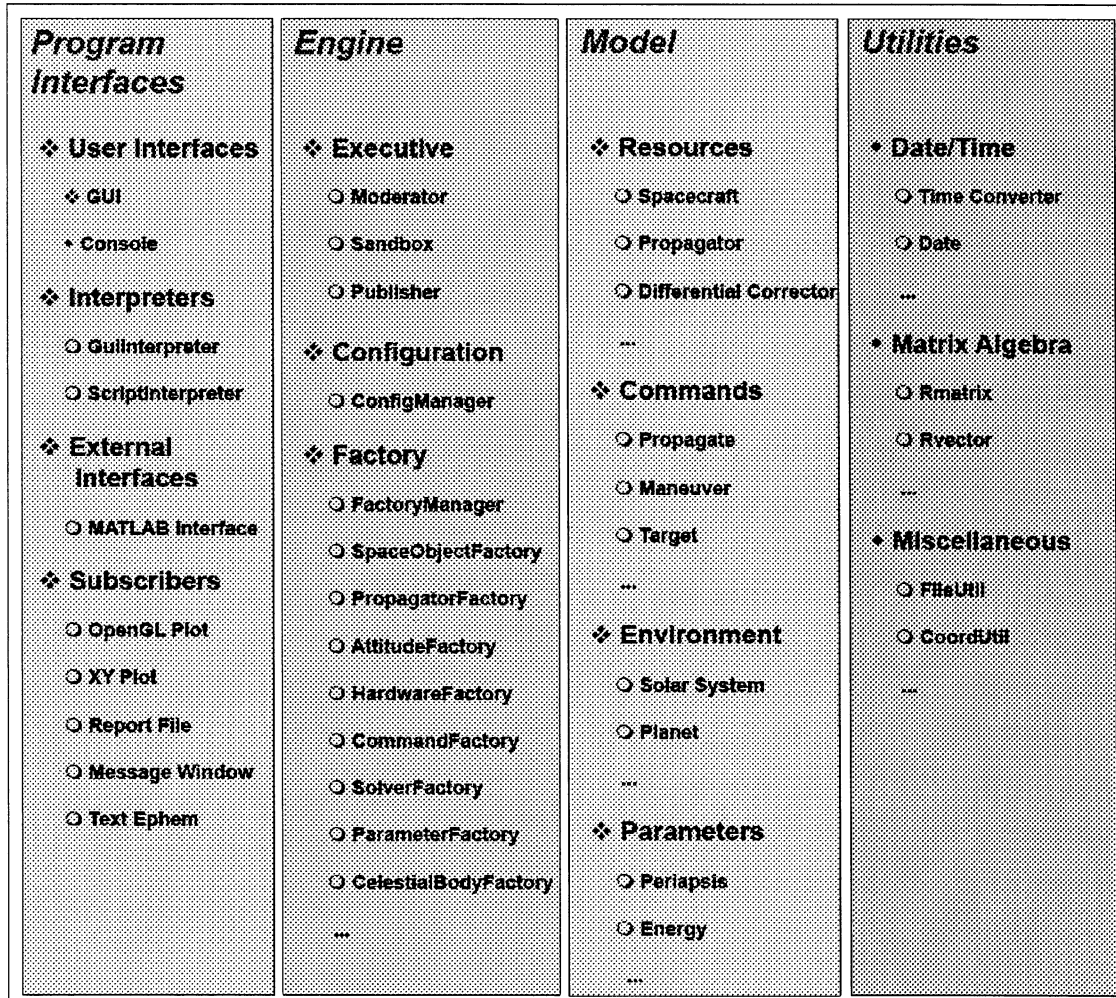 Program
Interfaces
❖ User Interfaces
❖ GUI
• Console
❖ Interpreters
❍ GuiInterpreter
❍ ScriptInterpreter
❖ External
Interfaces
❍ MATLAB Interface
❖ Subscribers
❍ OpenGL Plot
❍ XY Plot
❍ Report File
❍ Message Window
❍ Text Ephem
Engine
❖ Executive
❍ Moderator
❍ Sandbox
❍ Publisher
❖ Configuration
❍ ConfigManager
❖ Factory
❍ FactoryManager
❍ SpaceObjectFactory
❍ PropagatorFactory
❍ AttitudeFactory
❍ HardwareFactory
❍ CommandFactory
❍ SolverFactory
❍ ParameterFactory
❍ CelestialBodyFactory
...
Model
❖ Resources
❍ Spacecraft
❍ Propagator
❍ Differential Corrector
...
❖ Commands
❍ Propagate
❍ Maneuver
❍ Target
...
❖ Environment
❍ Solar System
❍ Planet
...
❖ Parameters
❍ Periapsis
❍ Energy
...
Utilities
• Date/Time
❍ Time Converter
❍ Date
...
• Matrix Algebra
❍ Rmatrix
❍ Rvector
...
• Miscellaneous
❍ FileUtil
❍ CoordUtil
...